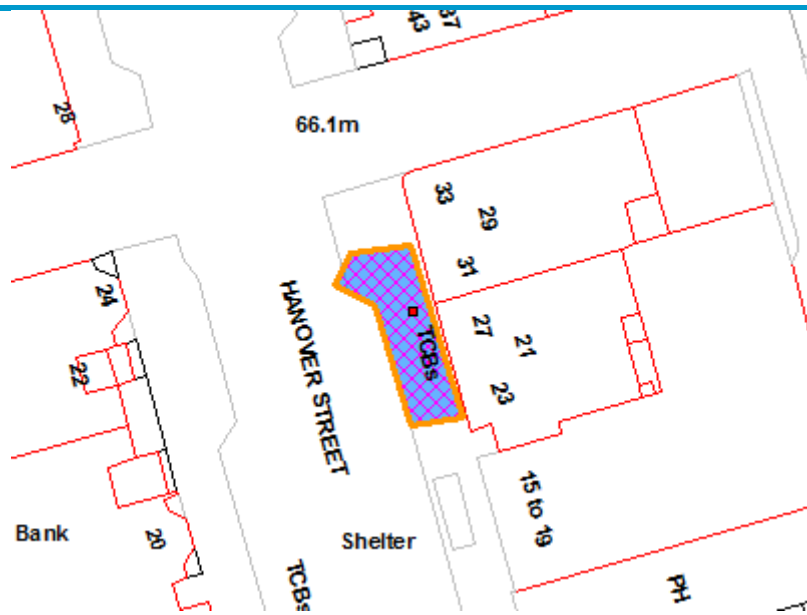 43
37
28
66.1m
33
29
31
24
HANOVER STREET
27
21
TCBs
22
23
15 to 19
Bank
20
Shelter
TCBs
PH